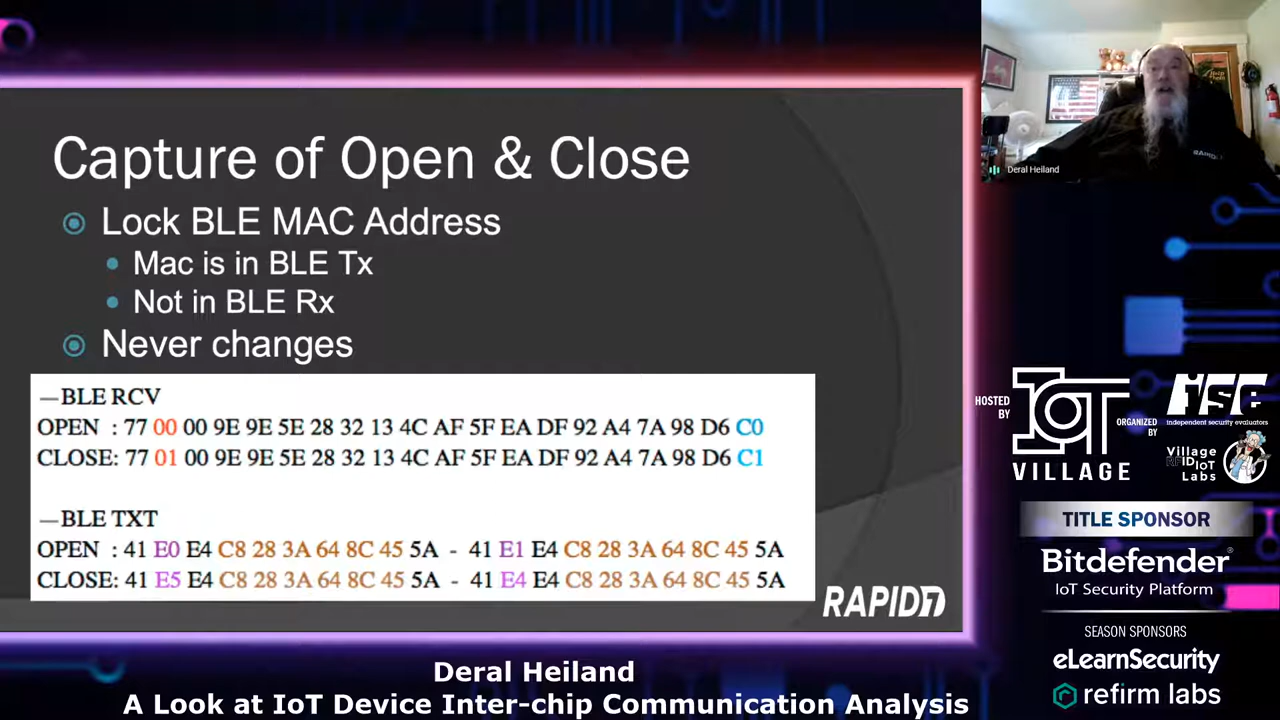 Capture of Open & Close
Lock BLE MAC Address
Mac is in BLE Tx
Not in BLE Rx
Never changes
—BLE RCV
OPEN : 77 00 00 9E 9E 5E 28 32 13 4C AF 5F EA DF 92 A4 7A 98 D6 C0
CLOSE: 77 01 00 9E 9E 5E 28 32 13 4C AF 5F EA DF 92 A4 7A 98 D6 C1
—BLE TXT
OPEN : 41 E0 E4 C8 28 3A 64 8C 45 5A - 41 E1 E4 C8 28 3A 64 8C 45 5A
CLOSE: 41 E5 E4 C8 28 3A 64 8C 45 5A - 41 E4 E4 C8 28 3A 64 8C 45 5A
RAPID7
Deral Heiland
HOSTED BY
IOT
VILLAGE
ORGANIZED BY
ISE
independent security evaluators
Village
IoT
Labs
TITLE SPONSOR
Bitdefender®
IoT Security Platform
SEASON SPONSORS
eLearnSecurity
refirm labs
Deral Heiland
A Look at IoT Device Inter-chip Communication Analysis